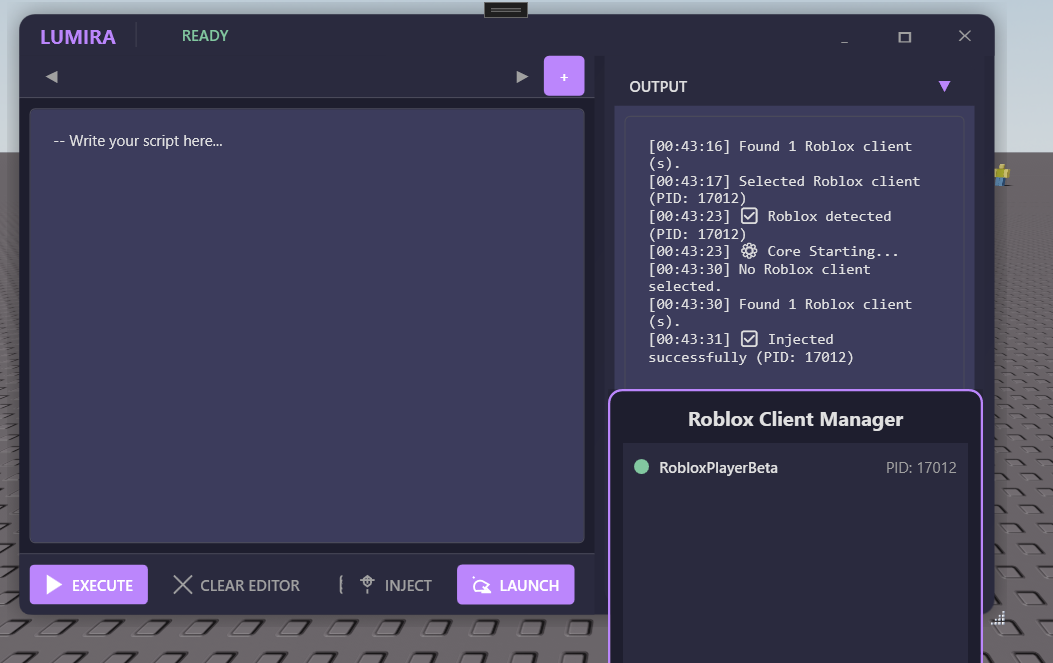 LUMIRA
READY
+
OUTPUT
-- Write your script here...
[00:43:16] Found 1 Roblox client
(s).
[00:43:17] Selected Roblox client
(PID: 17012)
[00:43:23] ☑ Roblox detected
(PID: 17012)
[00:43:23] ⚙ Core Starting...
[00:43:30] No Roblox client
selected.
[00:43:30] Found 1 Roblox client
(s).
[00:43:31] ☑ Injected
successfully (PID: 17012)
Roblox Client Manager
RobloxPlayerBeta PID: 17012
EXECUTE
CLEAR EDITOR
INJECT
LAUNCH